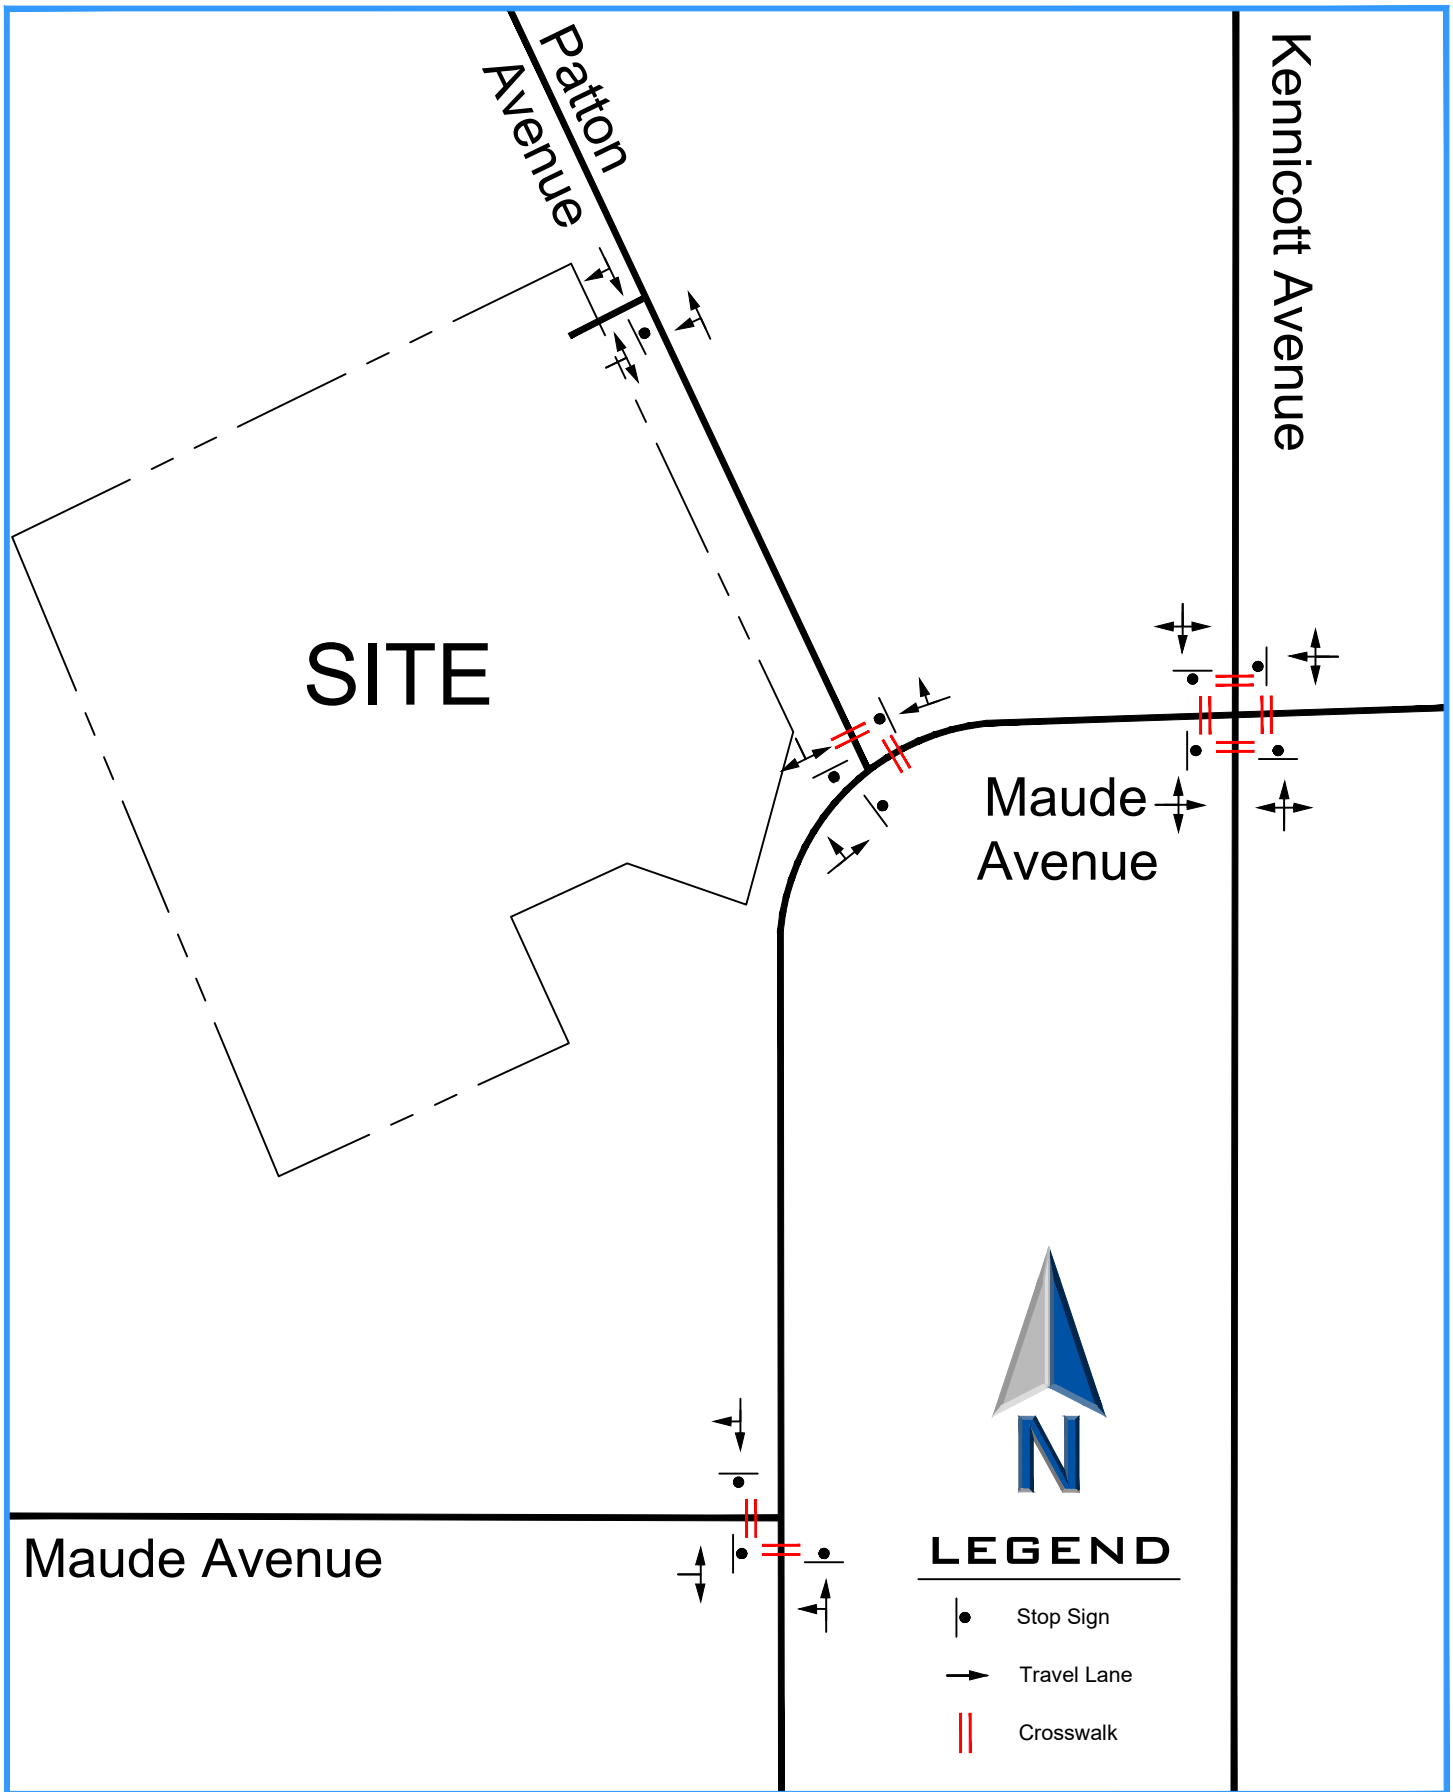 Patton
Avenue
Kennicott Avenue
SITE
Maude
Avenue
N
Maude Avenue
LEGEND
Stop Sign
Travel Lane
Crosswalk